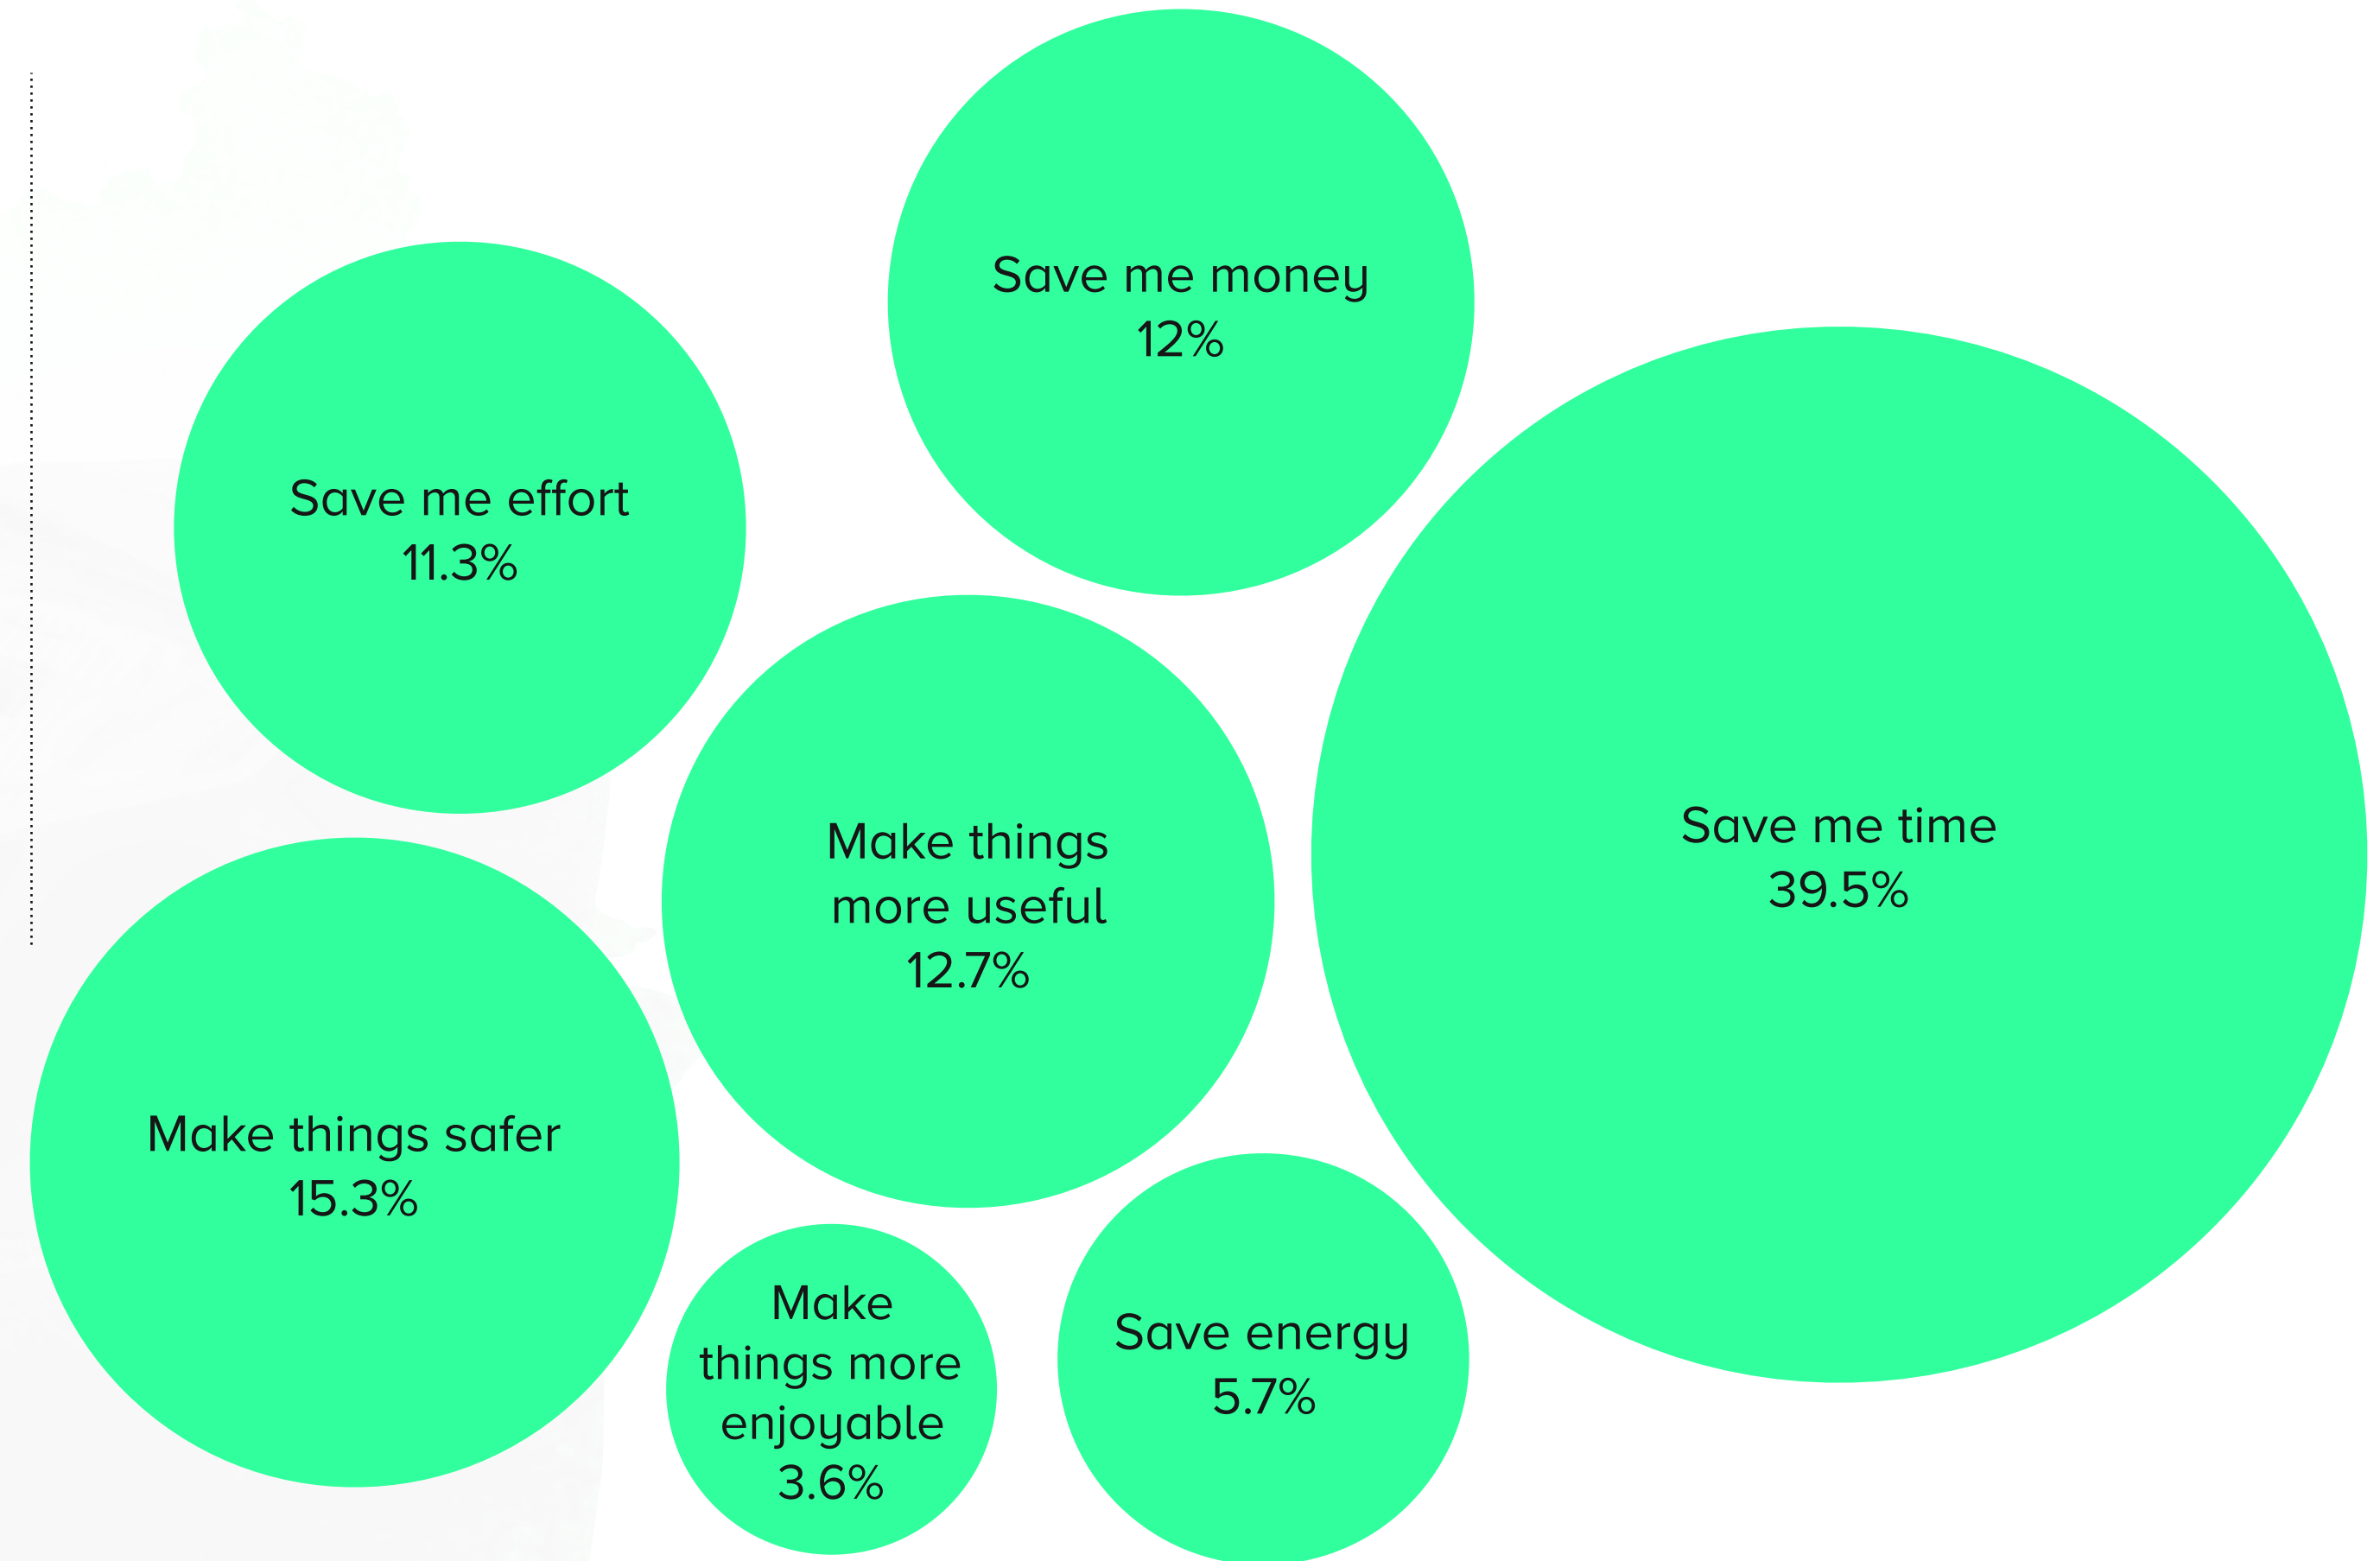 Save me money
12%
Save me effort
11.3%
Save me time
39.5%
Make things
more useful
12.7%
Make things safer
15.3%
Make
things more
enjoyable
3.6%
Save energy
5.7%